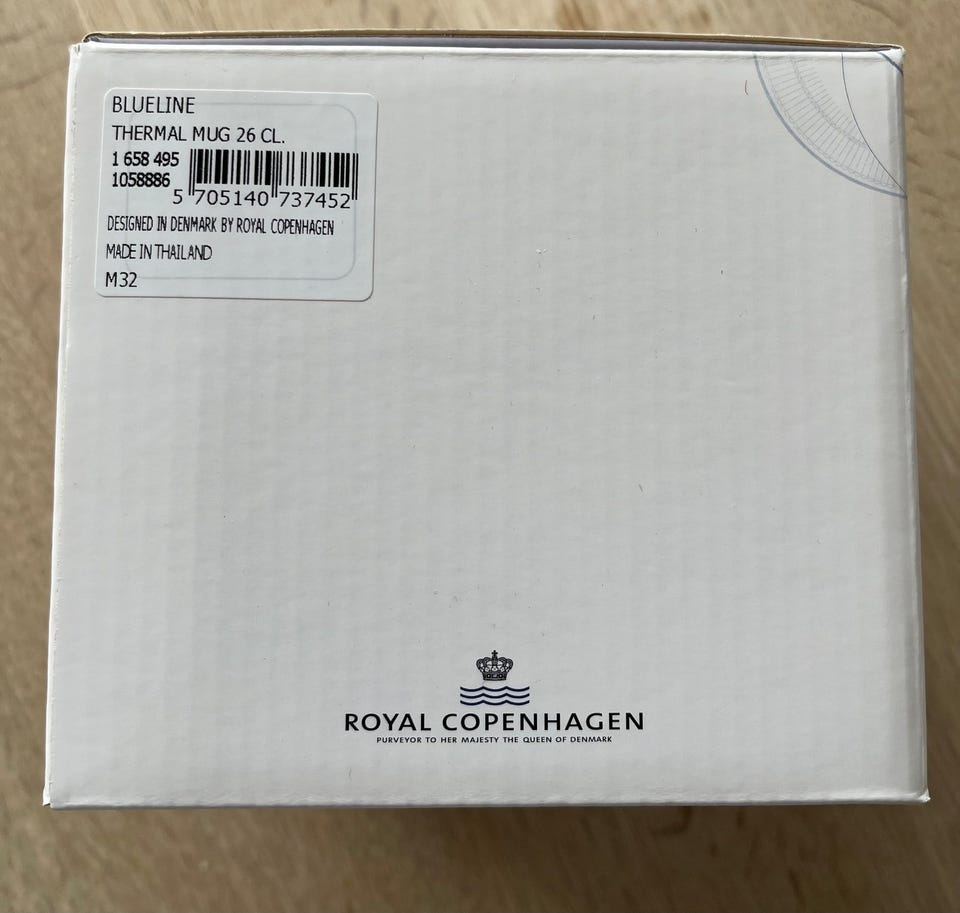 BLUELINE
THERMAL MUG 26 CL.
1 658 495
1058886
5 705140 737452
DESIGNED IN DENMARK BY ROYAL COPENHAGEN
MADE IN THAILAND
M32
ROYAL COPENHAGEN
PURVEYOR TO HER MAJESTY THE QUEEN OF DENMARK